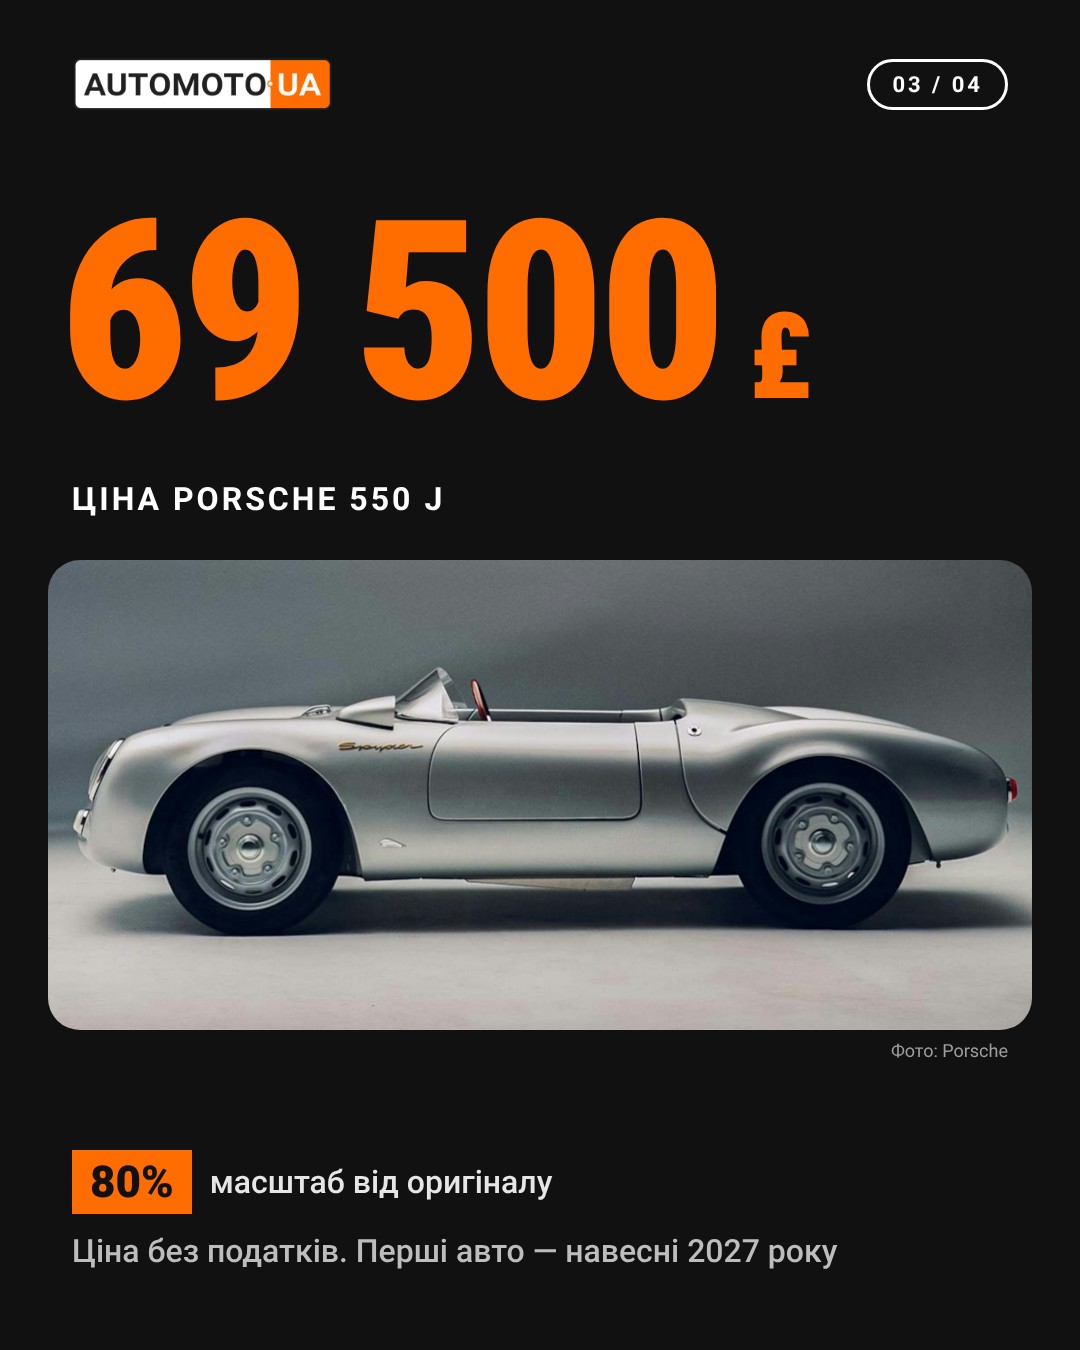 AUTOMOTO UA
03 / 04
69 500 £
ЦІНА PORSCHE 550 J
Spyder
Фото: Porsche
80% масштаб від оригіналу
Ціна без податків. Перші авто — навесні 2027 року